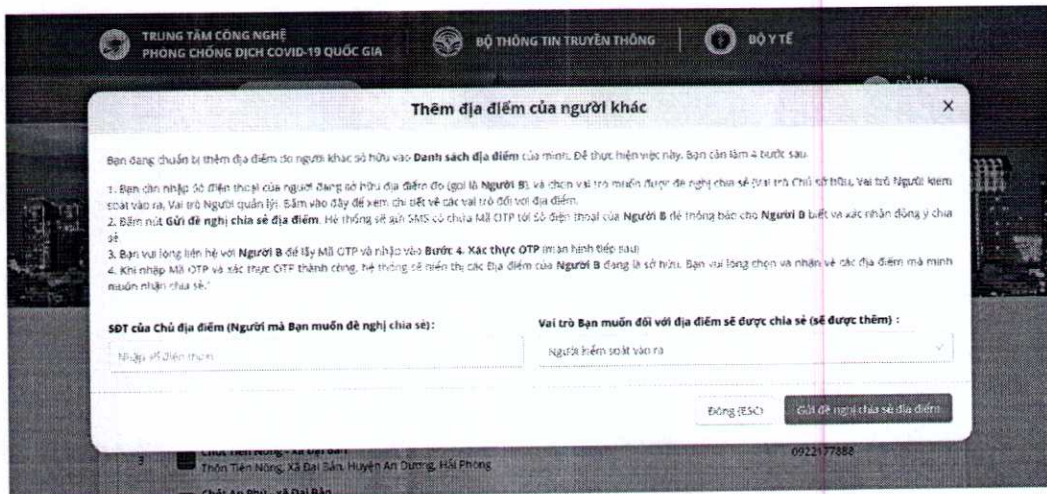 TRUNG TÂM CÔNG NGHỆ
PHÒNG CHỐNG DỊCH COVID-19 QUỐC GIA
BỘ THÔNG TIN TRUYỀN THÔNG
BỘ Y TẾ
Thêm địa điểm của người khác
Bạn đang chuẩn bị thêm địa điểm do người khác sở hữu vào Danh sách địa điểm của mình. Để thực hiện việc này. Bạn cần làm 4 bước sau
1. Bạn cần nhập Số điện thoại của người đang sở hữu địa điểm đó (gọi là Người B), và chọn vai trò muốn được đề nghị chia sẻ (Vai trò Chủ sở hữu, Vai trò Người kiểm
soát vào ra, Vai trò Người quản lý). Bấm vào đây để xem chi tiết về các vai trò đối với địa điểm.
2. Bấm nút Gửi đề nghị chia sẻ địa điểm. Hệ thống sẽ gửi SMS có chứa Mã OTP tới Số điện thoại của Người B để thông báo cho Người B biết và xác nhận đồng ý chia
sẻ
3. Bạn vui lòng liên hệ với Người B để lấy Mã OTP và nhập vào Bước 4. Xác thực OTP (màn hình tiếp sau)
4. Khi nhập Mã OTP và xác thực OTP thành công, hệ thống sẽ hiển thị các Địa điểm của Người B đang là sở hữu. Bạn vui lòng chọn và nhận về các địa điểm mà mình
muốn nhận chia sẻ."
SĐT của Chủ địa điểm (Người mà Bạn muốn đề nghị chia sẻ):
Vai trò Bạn muốn đối với địa điểm sẽ được chia sẻ (sẽ được thêm) :
Nhập số điện thoại
Người kiểm soát vào ra
Đóng (ESC)
Gửi đề nghị chia sẻ địa điểm
3
Chốt Tiên Nông - Xã Đại Bản
0922177888
Thôn Tiên Nông, Xã Đại Bản, Huyện An Dương, Hải Phòng
Chốt An Phú - xã Đại Bản